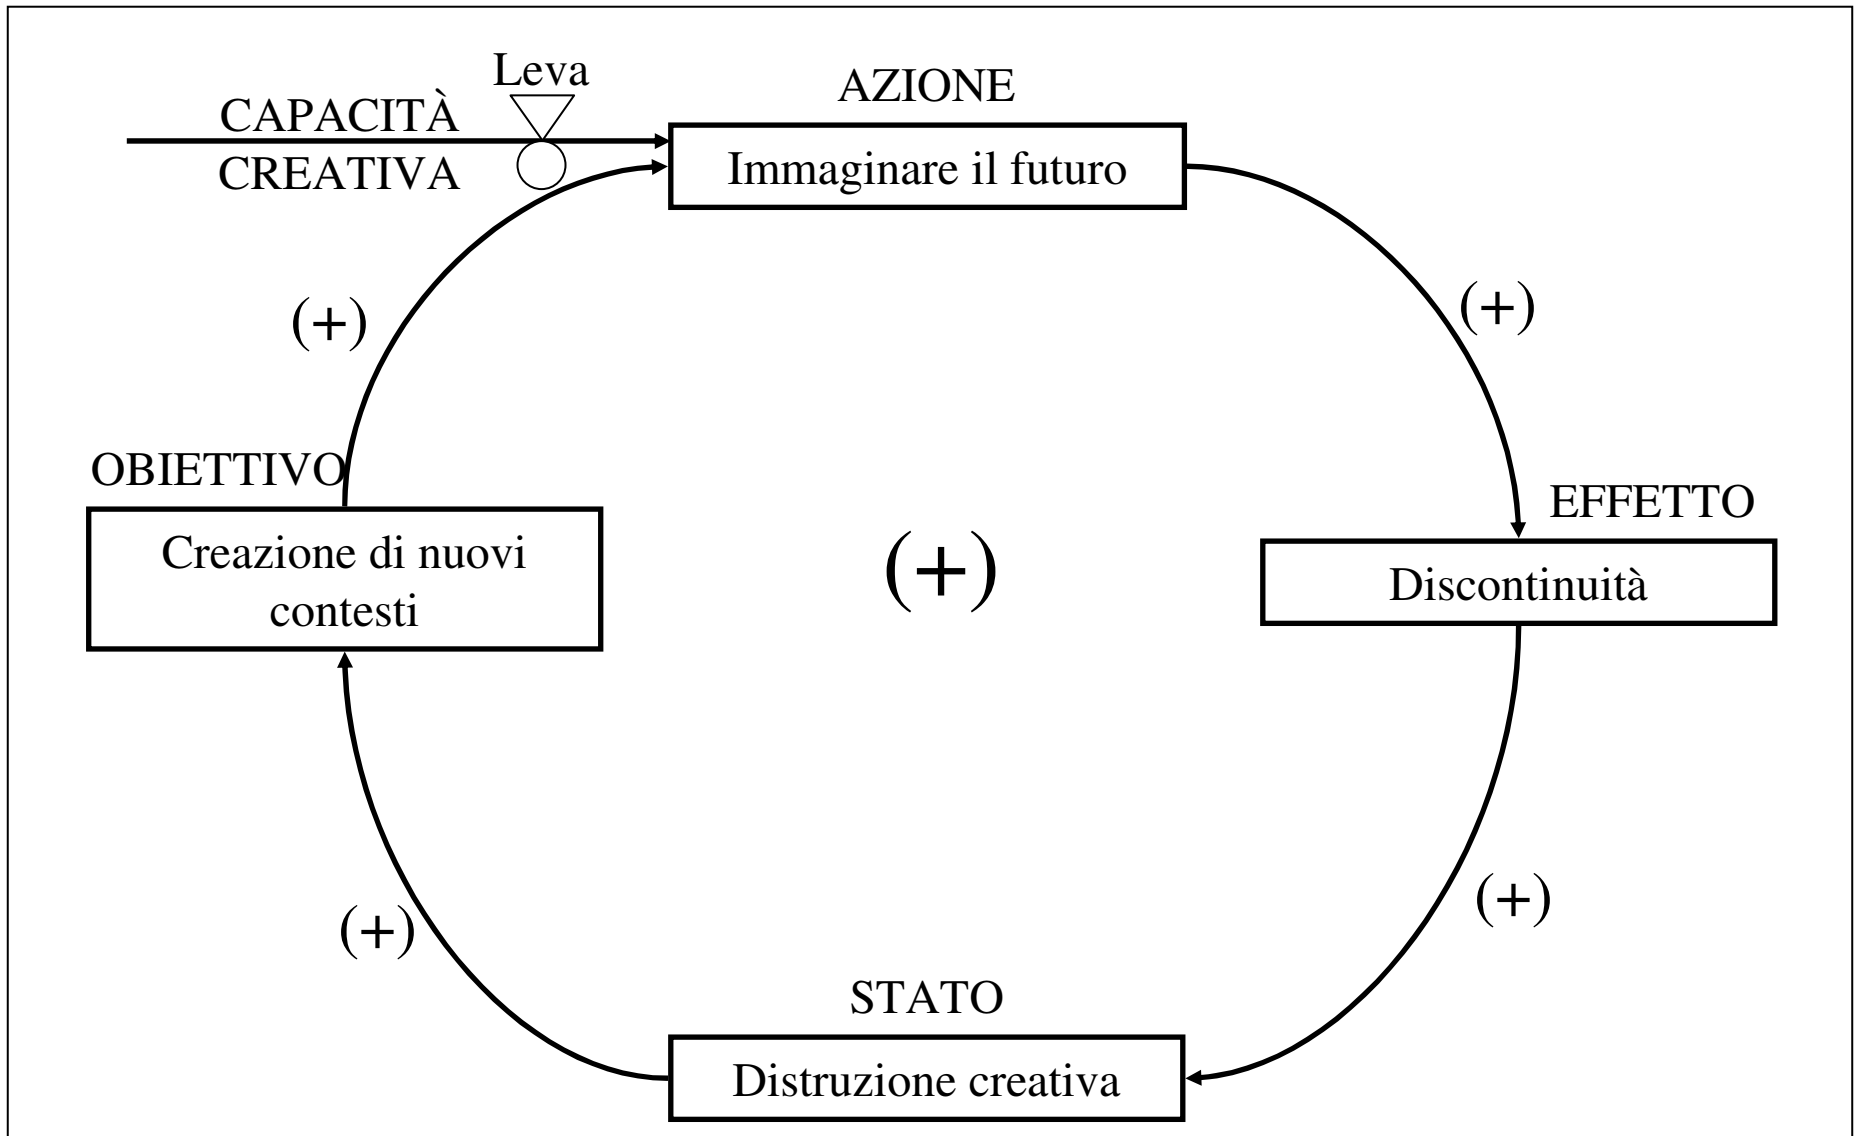 Leva
AZIONE
CAPACITÀ
CREATIVA
Immaginare il futuro
(+)
(+)
OBIETTIVO
EFFETTO
Creazione di nuovi
contesti
(+)
Discontinuità
(+)
(+)
STATO
Distruzione creativa